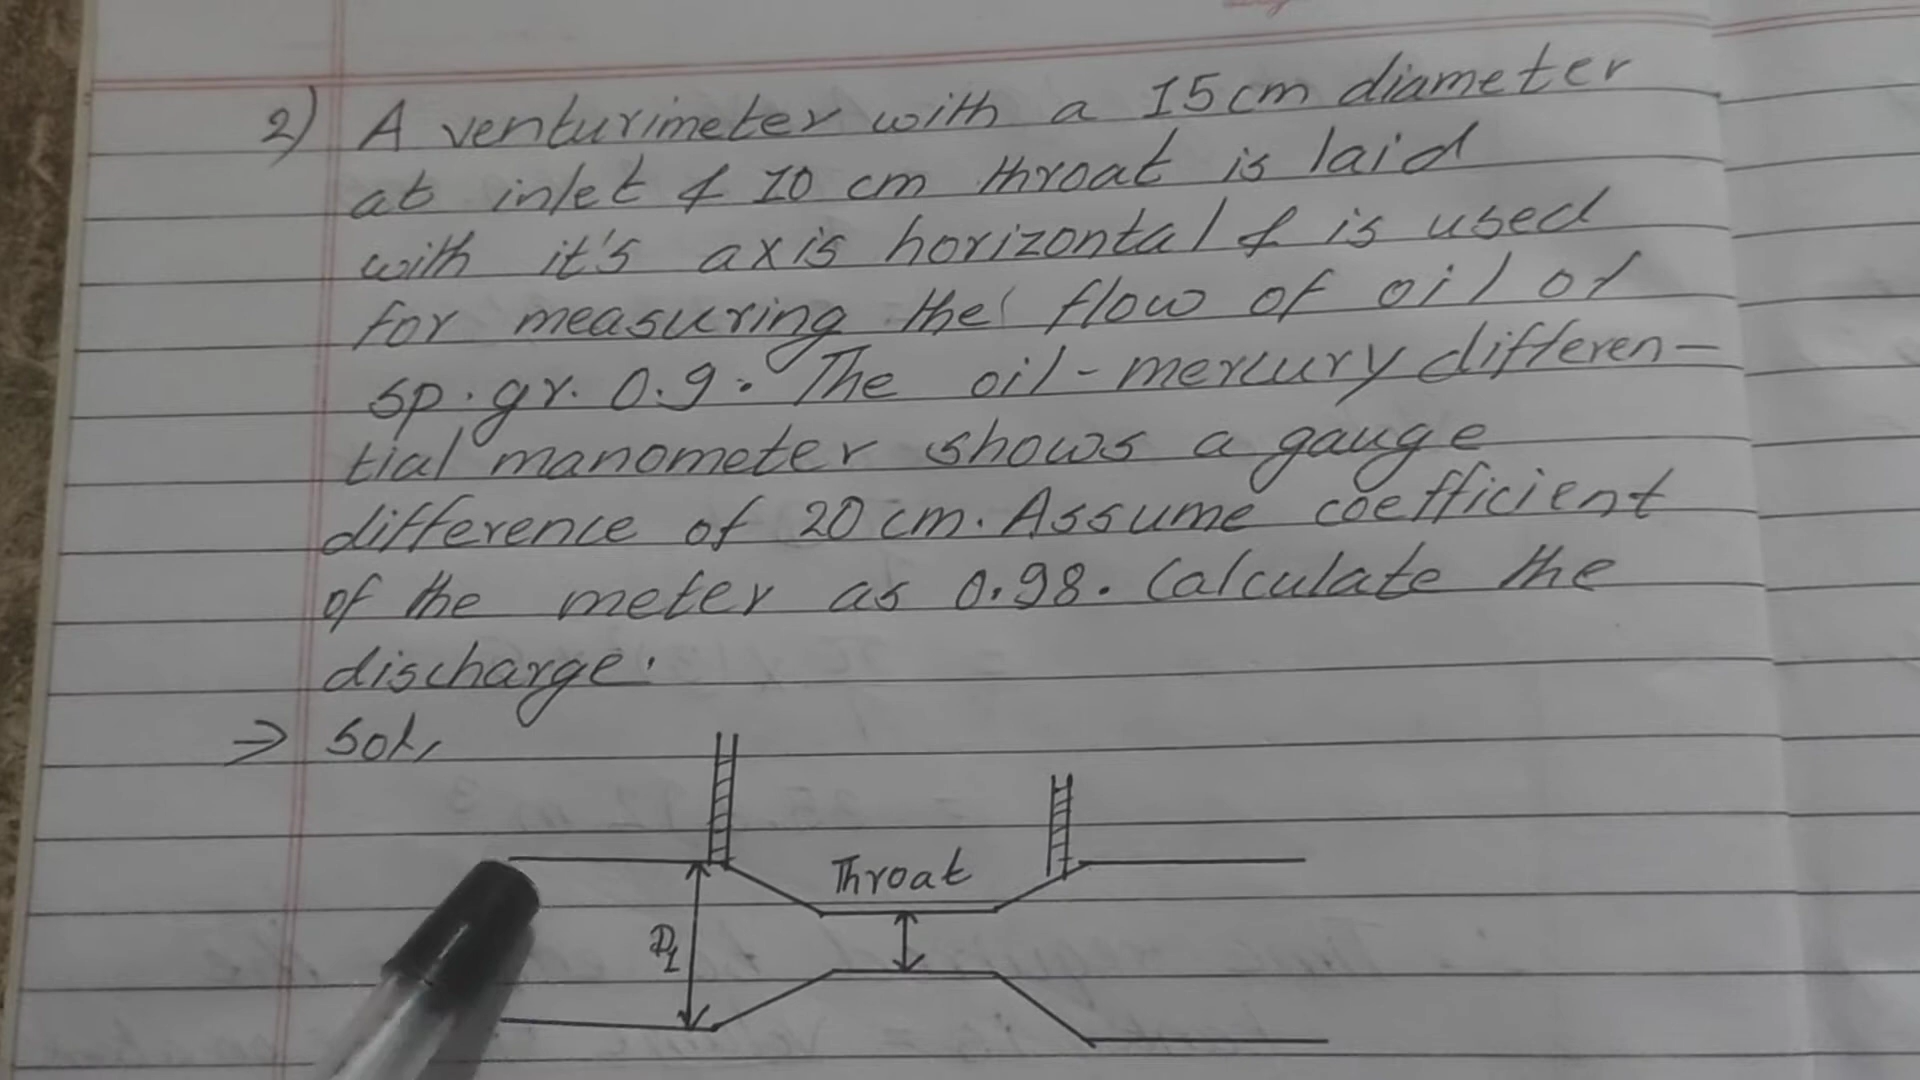 2) A venturimeter with a 15 cm diameter
at inlet & 10 cm throat is laid
with it's axis horizontal & is used
for measuring the flow of oil of
sp. gr. 0.9. The oil-mercury differen-
tial manometer shows a gauge
difference of 20 cm. Assume coefficient
of the meter as 0.98. Calculate the
discharge.
⇒ Sol,
Throat
D1